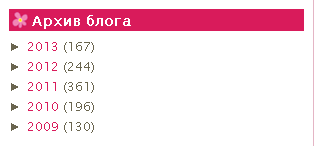 Архив блога
► 2013 (167)
► 2012 (244)
► 2011 (361)
► 2010 (196)
► 2009 (130)